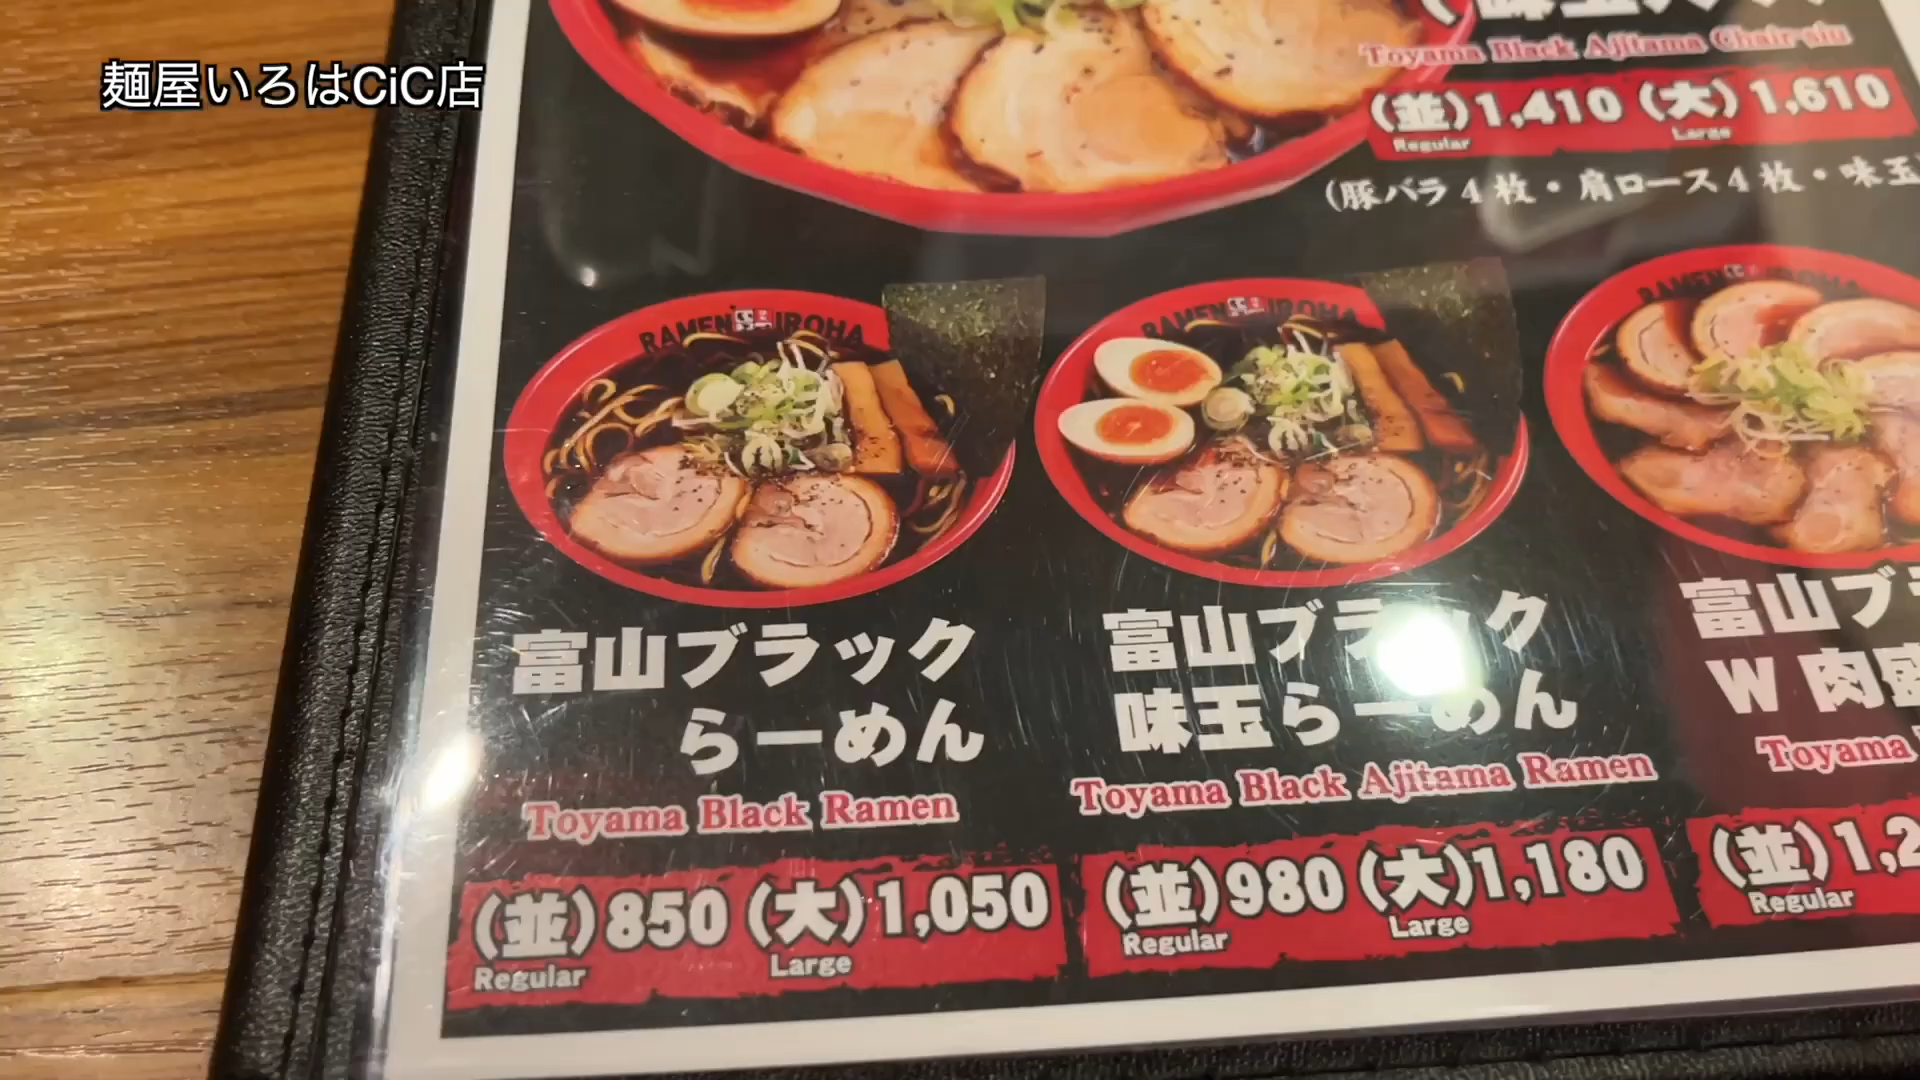 麺屋いろはCiC店
Toyama Black Ajitama Chair-siu
(並)1,410 (大)1,610
Regular Large
(豚バラ4枚・肩ロース4枚・味玉
RAMEN IROHA
RAMEN IROHA
RAMEN IROHA
富山ブラック
らーめん
Toyama Black Ramen
(並)850 (大)1,050
Regular Large
富山ブラック
味玉らーめん
Toyama Black Ajitama Ramen
(並)980 (大)1,180
Regular Large
富山ブ
W 肉
Toyama
(並)1,2
Regular